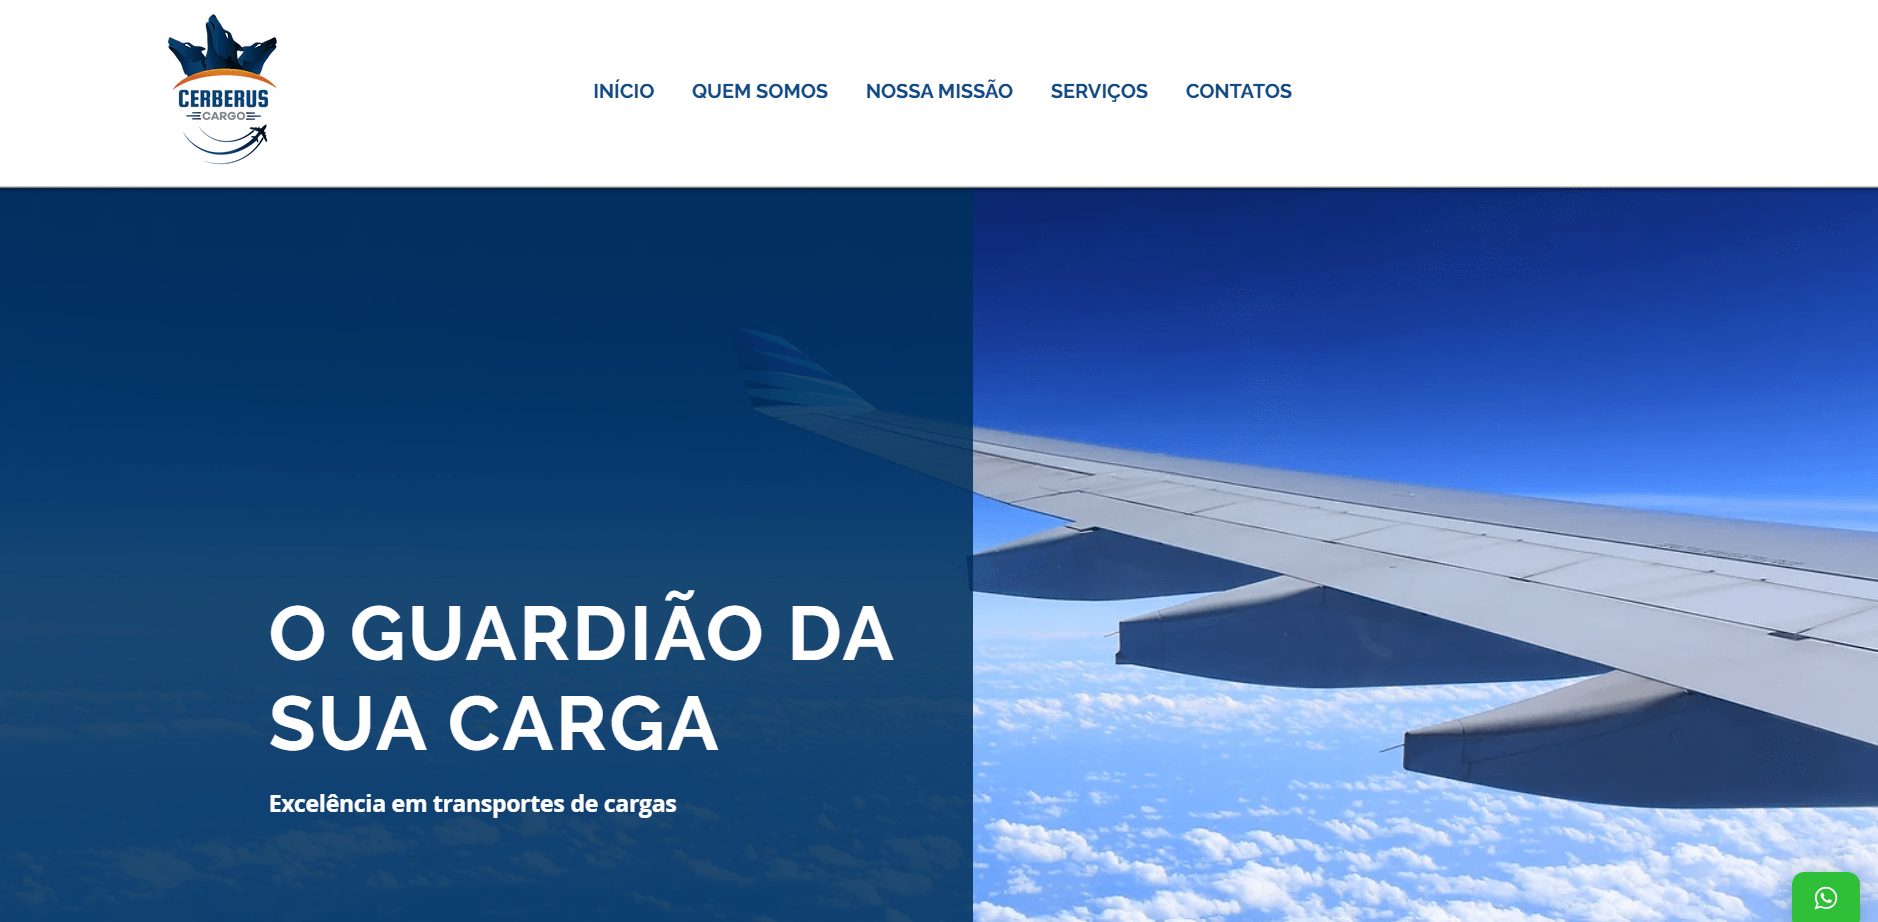 CERBERUS
CARGO
INÍCIO QUEM SOMOS NOSSA MISSÃO SERVIÇOS CONTATOS
O GUARDIÃO DA
SUA CARGA
Excelência em transportes de cargas